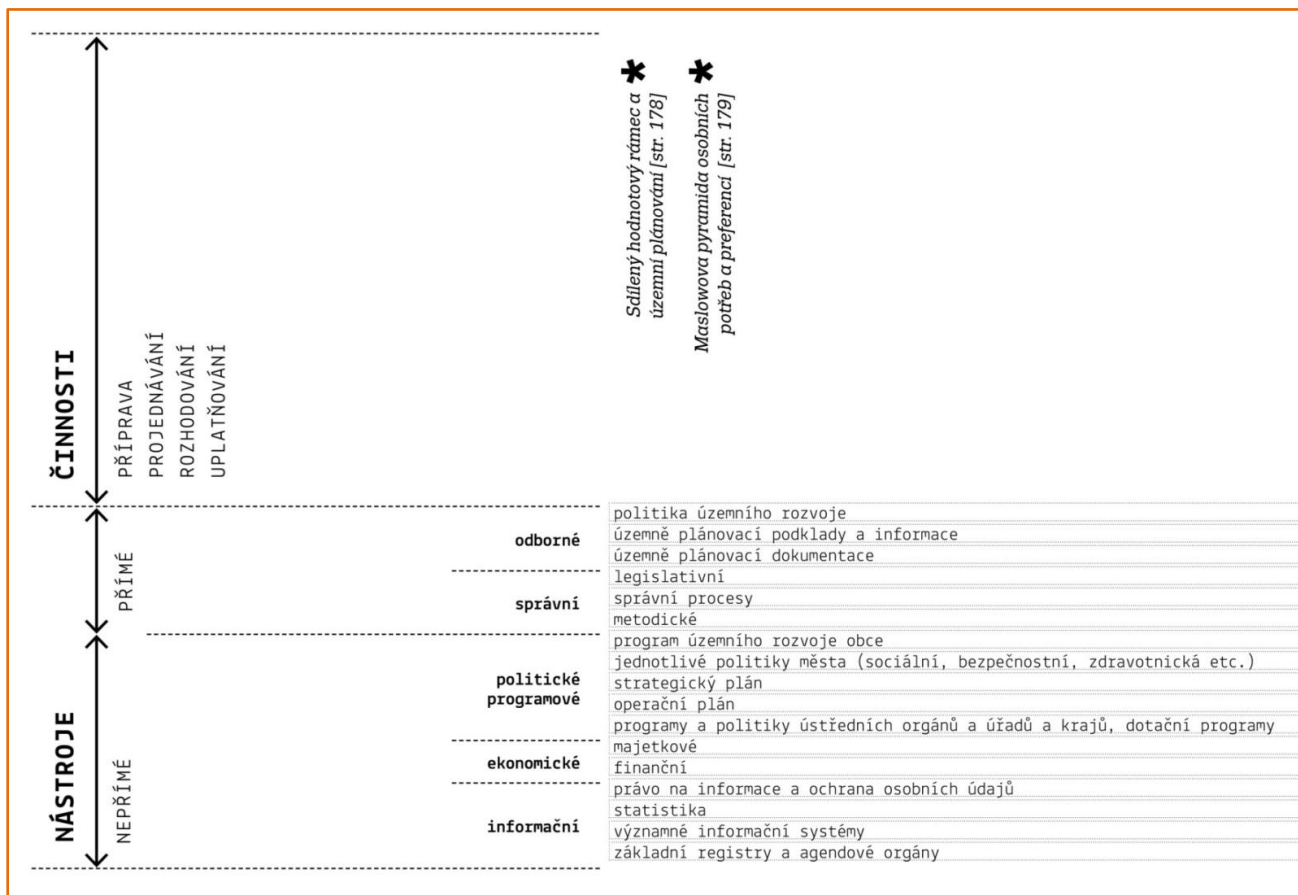 Sdílený hodnotový rámec a
územní plánování [str. 178]
*
Maslowova pyramida osobních
potřeb a preferencí [str. 179]
*
ČINNOSTI
PŘÍPRAVA
PROJEDNÁVÁNÍ
ROZHODOVÁNÍ
UPLATŇOVÁNÍ
NÁSTROJE
PŘÍMÉ
odborné
politika územního rozvoje
územně plánovací podklady a informace
územně plánovací dokumentace
správní
legislativní
správní procesy
metodické
NEPŘÍMÉ
politické
programové
program územního rozvoje obce
jednotlivé politiky města (sociální, bezpečnostní, zdravotnická etc.)
strategický plán
operační plán
programy a politiky ústředních orgánů a úřadů a krajů, dotační programy
ekonomické
majetkové
finanční
informační
právo na informace a ochrana osobních údajů
statistika
významné informační systémy
základní registry a agendové orgány